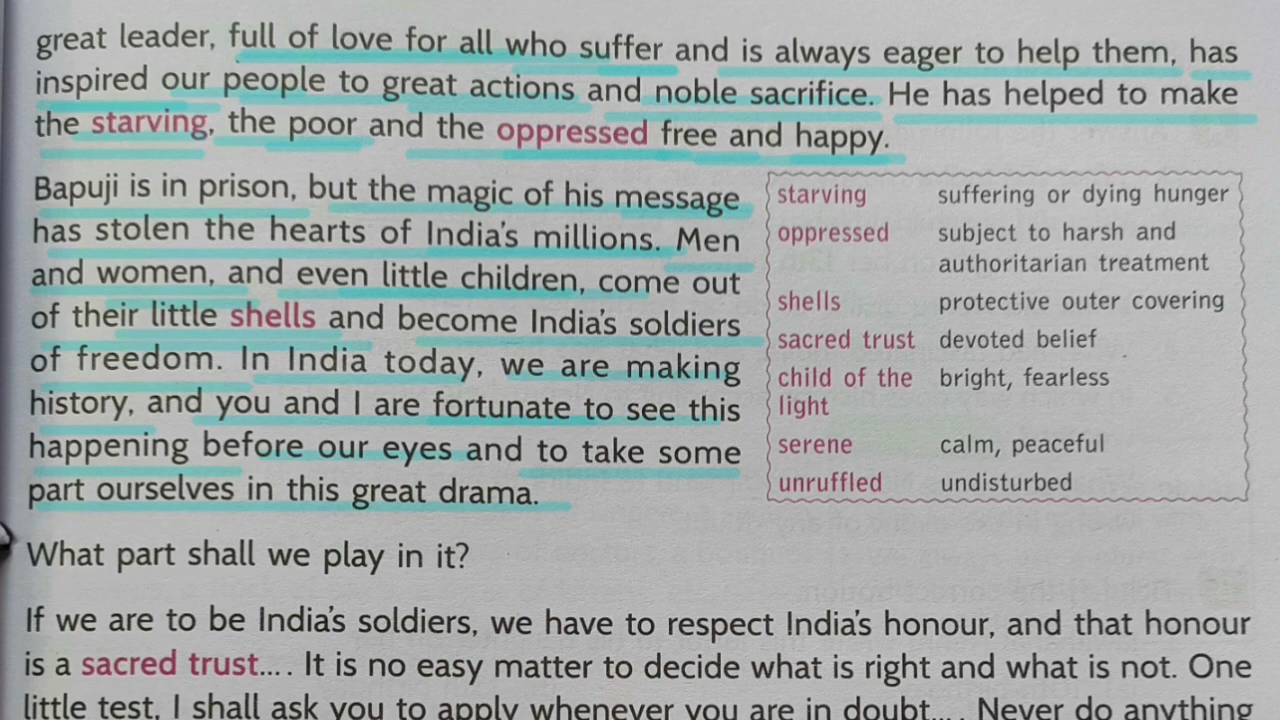 great leader, full of love for all who suffer and is always eager to help them, has
inspired our people to great actions and noble sacrifice. He has helped to make
the starving, the poor and the oppressed free and happy.
Bapuji is in prison, but the magic of his message
has stolen the hearts of India's millions. Men
and women, and even little children, come out
of their little shells and become India's soldiers
of freedom. In India today, we are making
history, and you and I are fortunate to see this
happening before our eyes and to take some
part ourselves in this great drama.
starving suffering or dying hunger
oppressed subject to harsh and
authoritarian treatment
shells protective outer covering
sacred trust devoted belief
child of the bright, fearless
light
serene calm, peaceful
unruffled undisturbed
What part shall we play in it?
If we are to be India's soldiers, we have to respect India's honour, and that honour
is a sacred trust.... It is no easy matter to decide what is right and what is not. One
little test, I shall ask you to apply whenever you are in doubt.... Never do anything